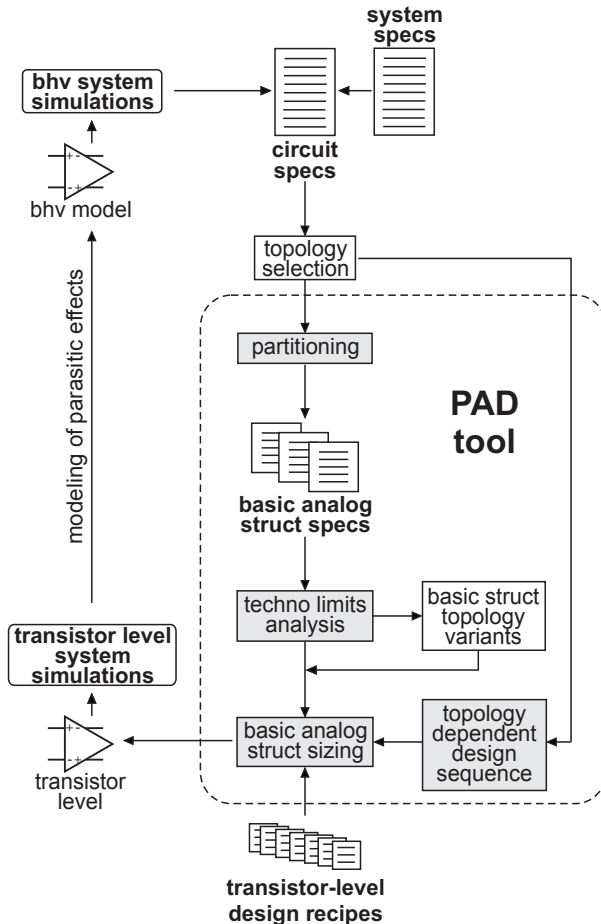 system
specs
bhv system
simulations
circuit
specs
+ -
- +
bhv model
topology
selection
modeling of parasitic effects
partitioning
PAD
tool
basic analog
struct specs
techno limits
analysis
basic struct
topology
variants
transistor level
system
simulations
basic analog
struct sizing
topology
dependent
design
sequence
+ -
- +
transistor
level
transistor-level
design recipes